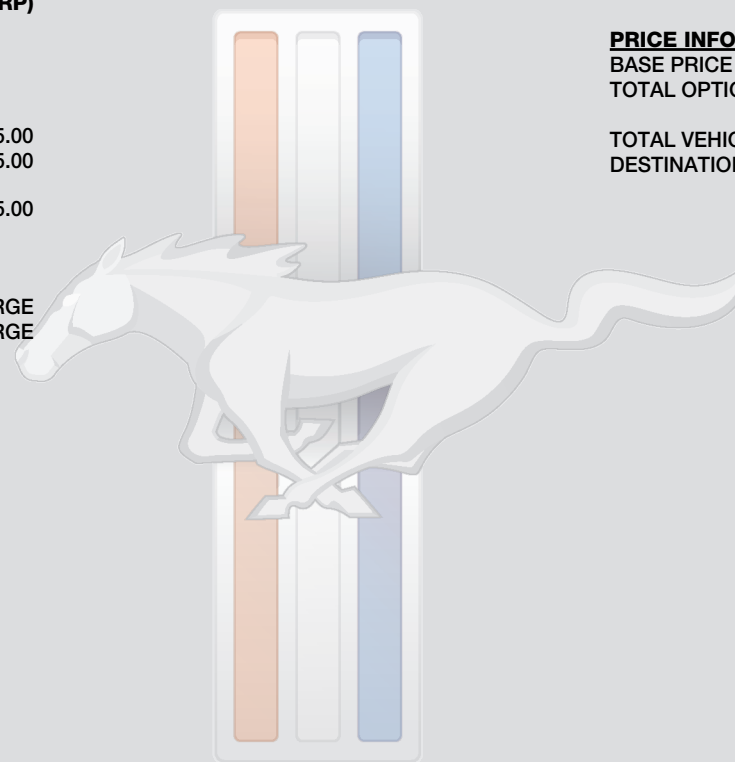 RP)
5.00
5.00
5.00
RGE
RGE
PRICE INFO
BASE PRICE
TOTAL OPTIO
TOTAL VEHIC
DESTINATION